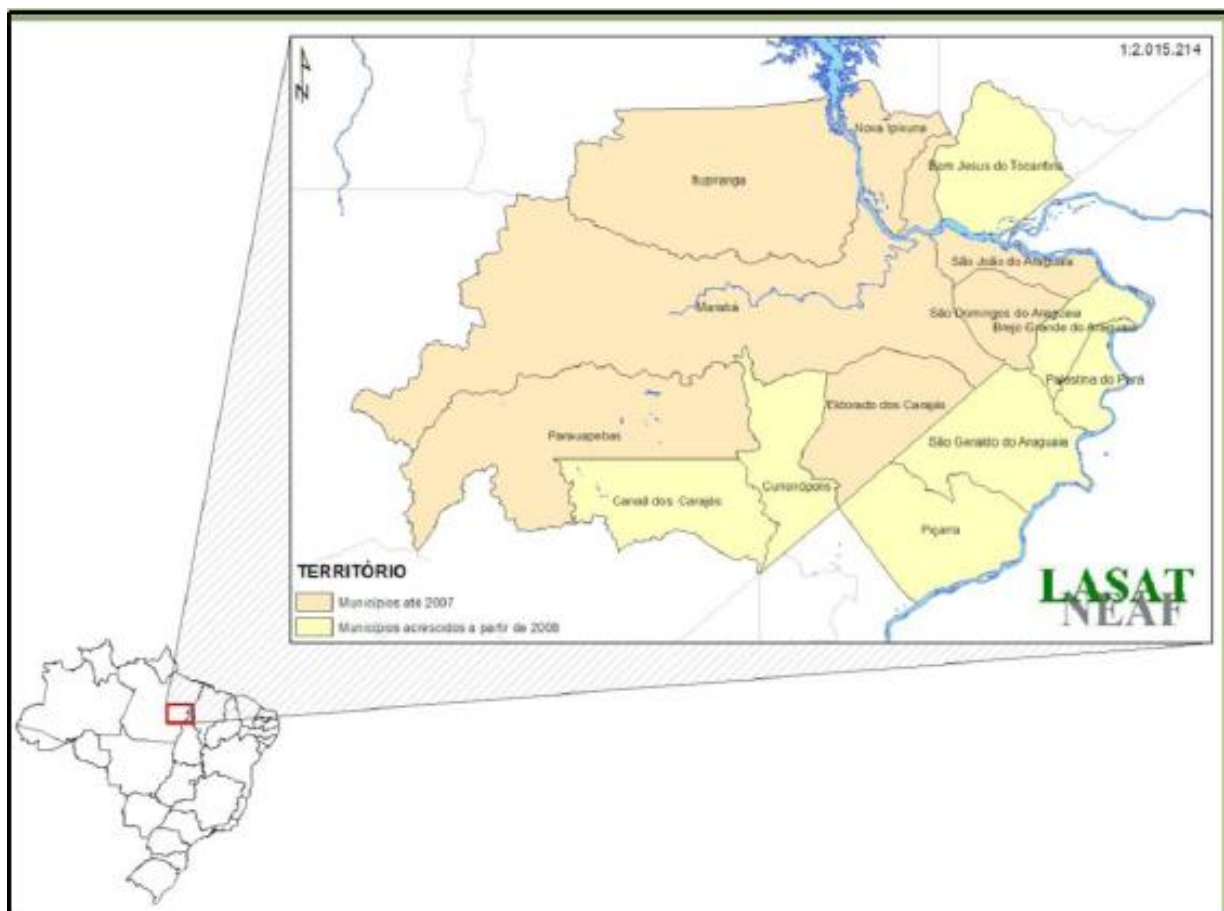 1:2.015.214
N
Nova Ipixuna
Bom Jesus do Tocantins
Itupiranga
São João do Araguaia
Marabá
São Domingos do Araguaia
Brejo Grande do Araguaia
Palestina do Pará
Eldorado dos Carajás
Parauapebas
São Geraldo do Araguaia
Curionópolis
Canaã dos Carajás
Piçarra
TERRITÓRIO
Municípios até 2007
Municípios acrescidos a partir de 2008
LASAT
NEAF